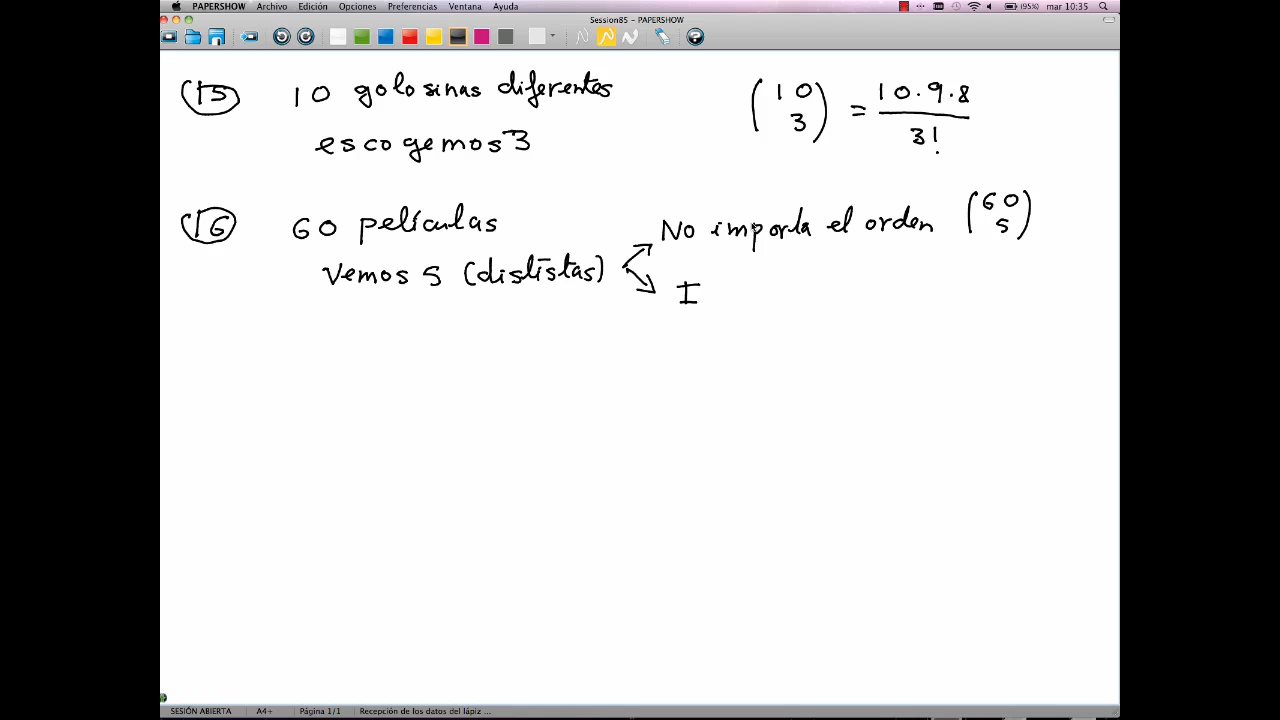 PAPERSHOW Archivo Edición Opciones Preferencias Ventana Ayuda (95%) mar 10:35
Session85 - PAPERSHOW
15 10 golosinas diferentes
escogemos 3
(10 3) = 10.9.8 / 3!
16 60 películas
vemos 5 (distīstas)
No importa el orden (60 5)
I
SESIÓN ABIERTA A4+ Página 1/1 Recepción de los datos del lápiz ...